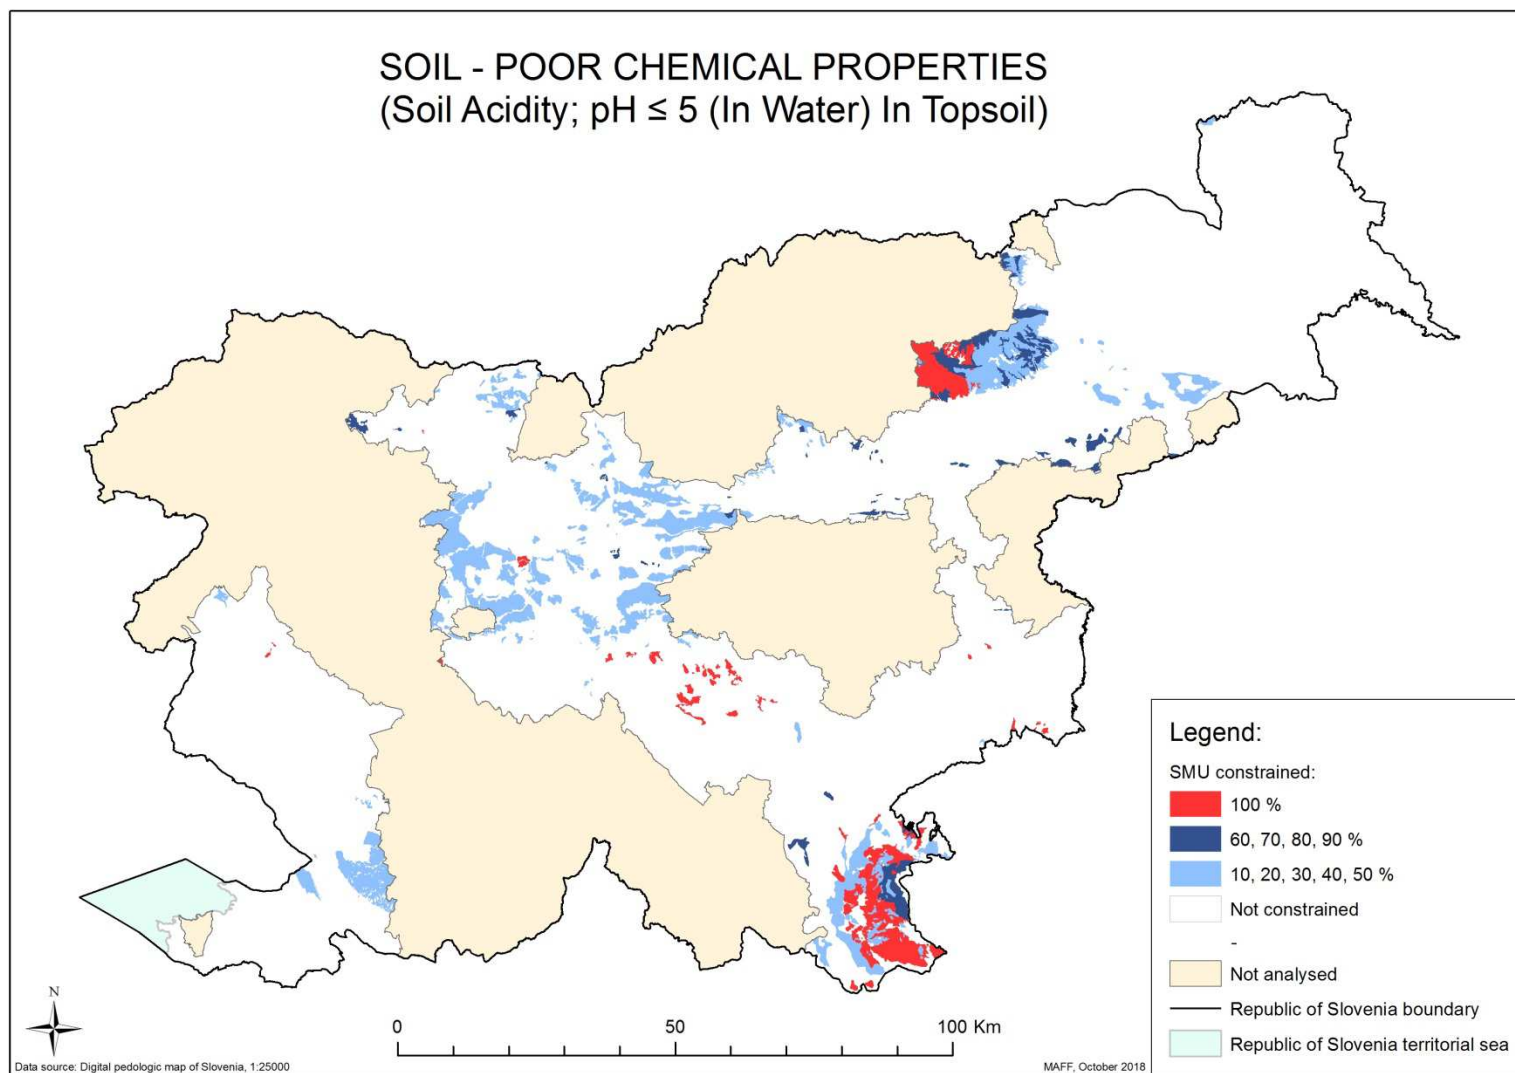 SOIL - POOR CHEMICAL PROPERTIES
(Soil Acidity; pH ≤ 5 (In Water) In Topsoil)
Legend:
SMU constrained:
100 %
60, 70, 80, 90 %
10, 20, 30, 40, 50 %
Not constrained
-
Not analysed
Republic of Slovenia boundary
Republic of Slovenia territorial sea
N
0 50 100 Km
Data source: Digital pedologic map of Slovenia, 1:25000
MAFF, October 2018